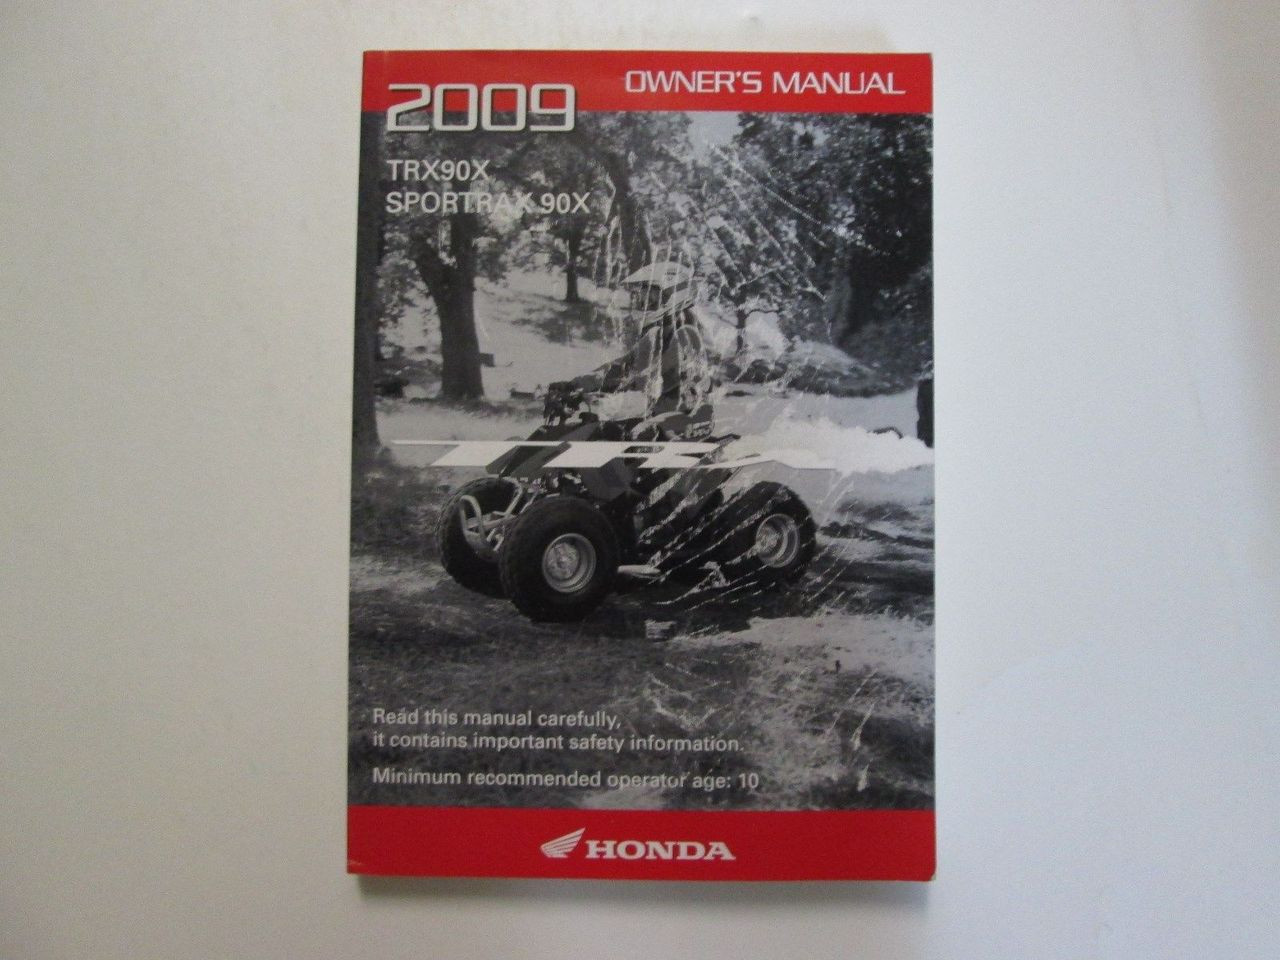 OWNER'S MANUAL
2009
TRX90X
SPORTRAX 90X
Read this manual carefully,
it contains important safety information.
Minimum recommended operator age: 10
HONDA